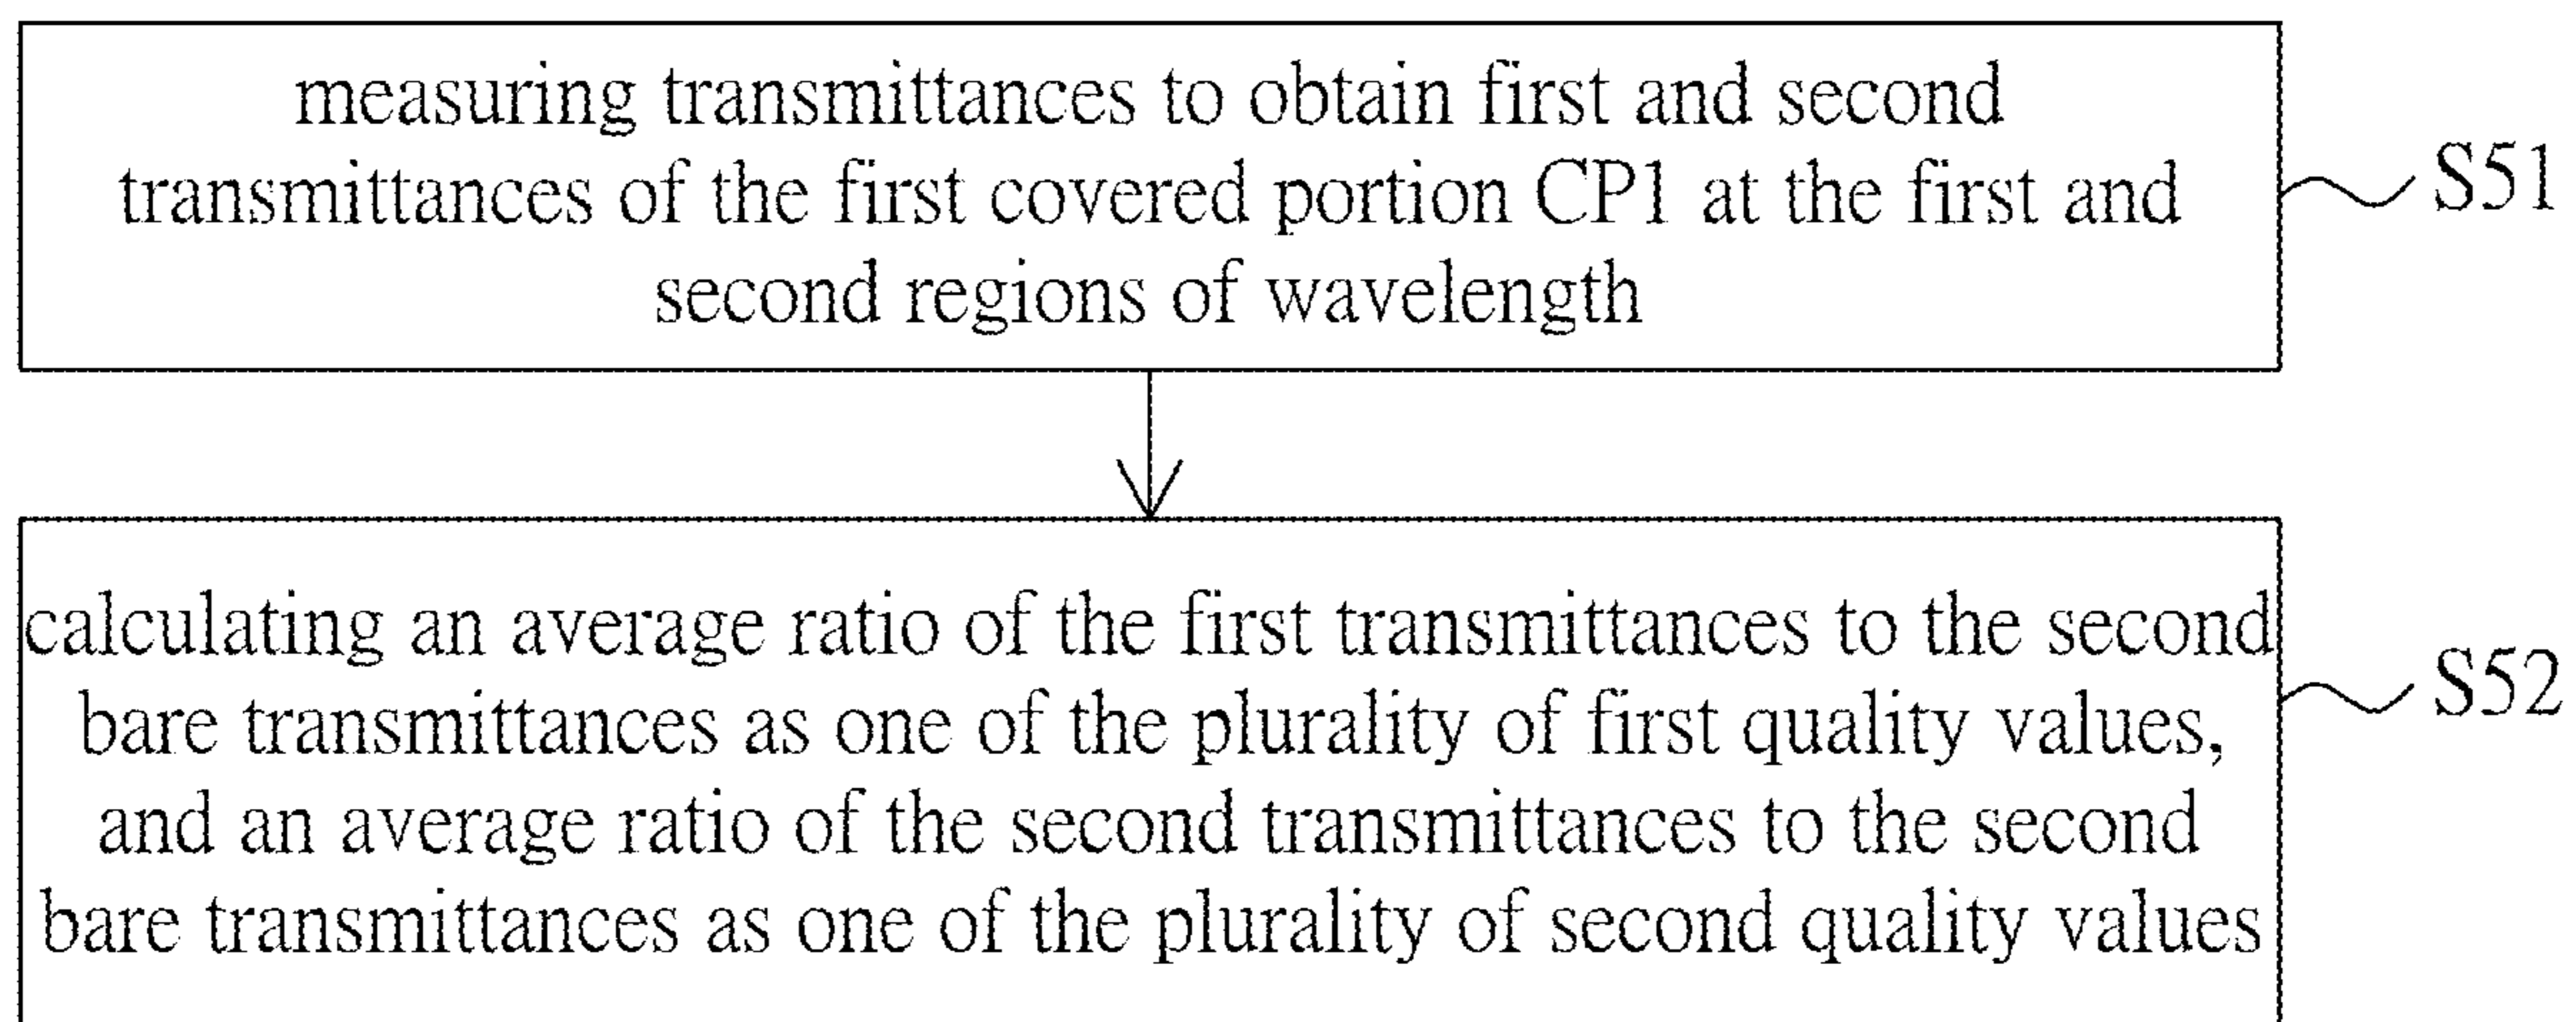 measuring transmittances to obtain first and second
transmittances of the first covered portion CP1 at the first and
second regions of wavelength
S51
calculating an average ratio of the first transmittances to the second
bare transmittances as one of the plurality of first quality values,
and an average ratio of the second transmittances to the second
bare transmittances as one of the plurality of second quality values
S52